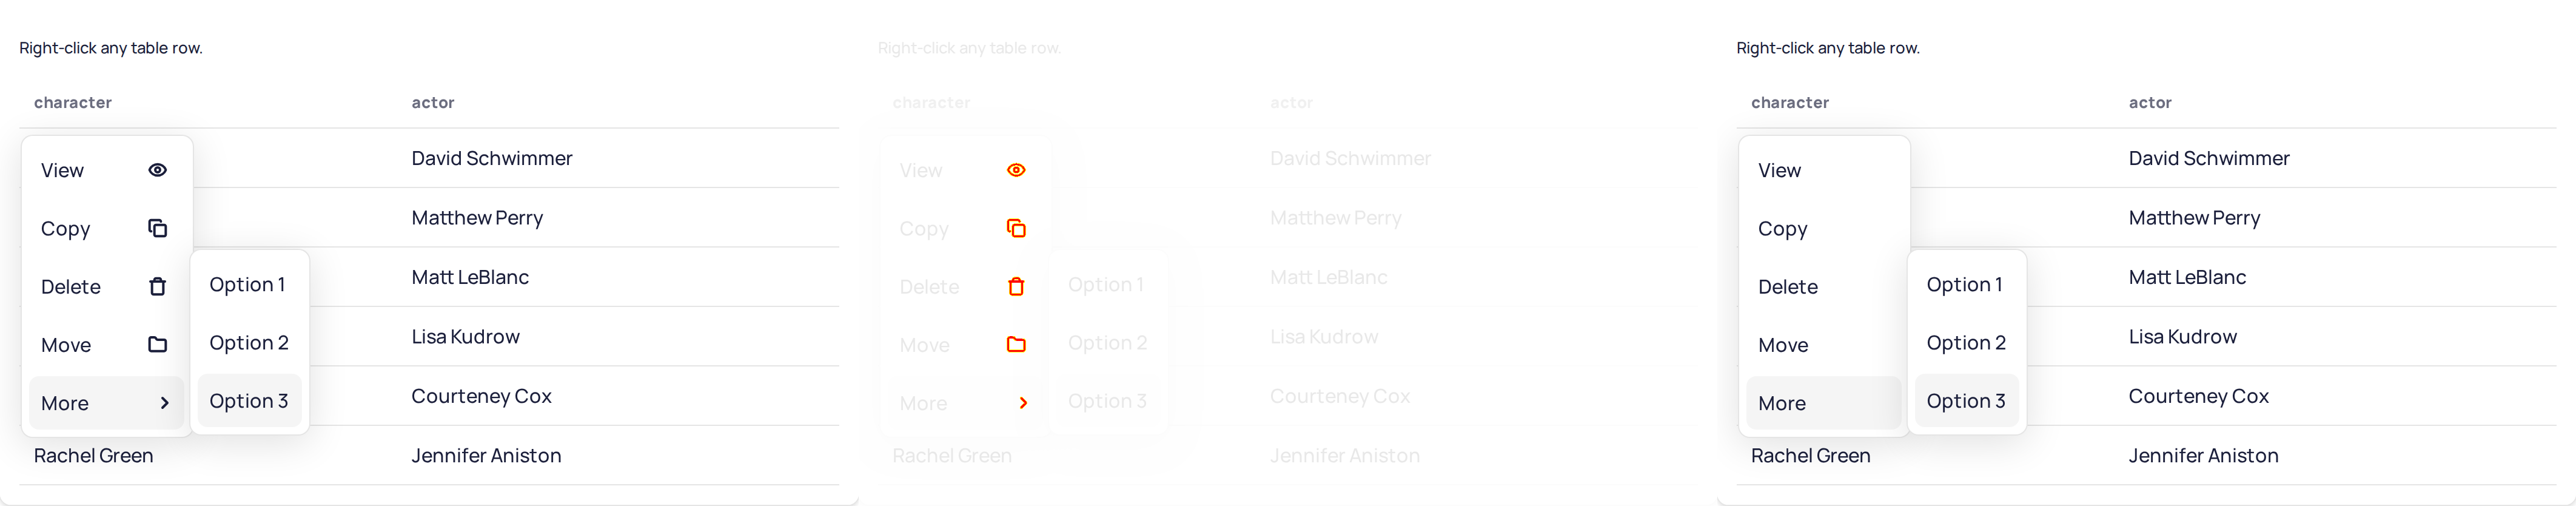 Right-click any table row.
character actor
David Schwimmer
View
Matthew Perry
Copy
Matt LeBlanc
Delete Option 1
Lisa Kudrow
Move Option 2
Courteney Cox
More Option 3
Rachel Green Jennifer Aniston
Right-click any table row.
character actor
David Schwimmer
View
Matthew Perry
Copy
Matt LeBlanc
Delete Option 1
Lisa Kudrow
Move Option 2
Courteney Cox
More Option 3
Rachel Green Jennifer Aniston
Right-click any table row.
character actor
David Schwimmer
View
Matthew Perry
Copy
Matt LeBlanc
Delete Option 1
Lisa Kudrow
Move Option 2
Courteney Cox
More Option 3
Rachel Green Jennifer Aniston